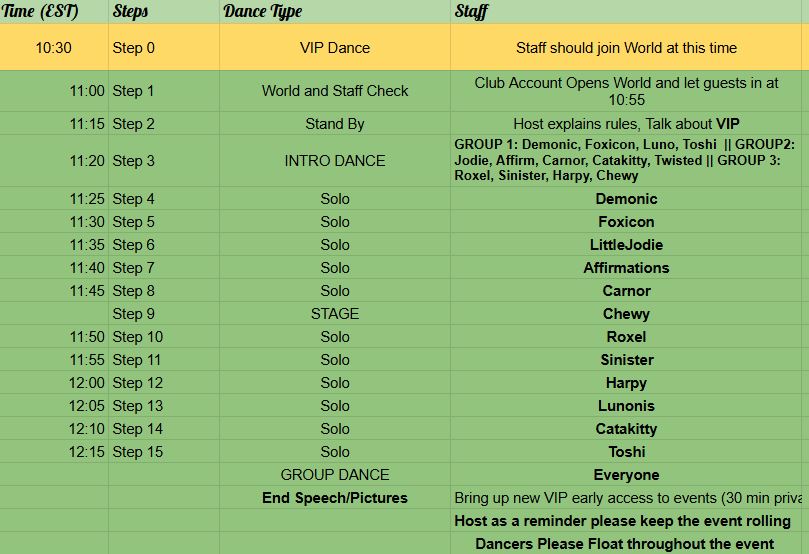 Time (EST) Steps Dance Type Staff
10:30 Step 0 VIP Dance Staff should join World at this time
11:00 Step 1 World and Staff Check Club Account Opens World and let guests in at
10:55
11:15 Step 2 Stand By Host explains rules, Talk about VIP
11:20 Step 3 INTRO DANCE GROUP 1: Demonic, Foxicon, Luno, Toshi || GROUP2:
Jodie, Affirm, Carnor, Catakitty, Twisted || GROUP 3:
Roxel, Sinister, Harpy, Chewy
11:25 Step 4 Solo Demonic
11:30 Step 5 Solo Foxicon
11:35 Step 6 Solo LittleJodie
11:40 Step 7 Solo Affirmations
11:45 Step 8 Solo Carnor
Step 9 STAGE Chewy
11:50 Step 10 Solo Roxel
11:55 Step 11 Solo Sinister
12:00 Step 12 Solo Harpy
12:05 Step 13 Solo Lunonis
12:10 Step 14 Solo Catakitty
12:15 Step 15 Solo Toshi
GROUP DANCE Everyone
End Speech/Pictures Bring up new VIP early access to events (30 min priva
Host as a reminder please keep the event rolling
Dancers Please Float throughout the event